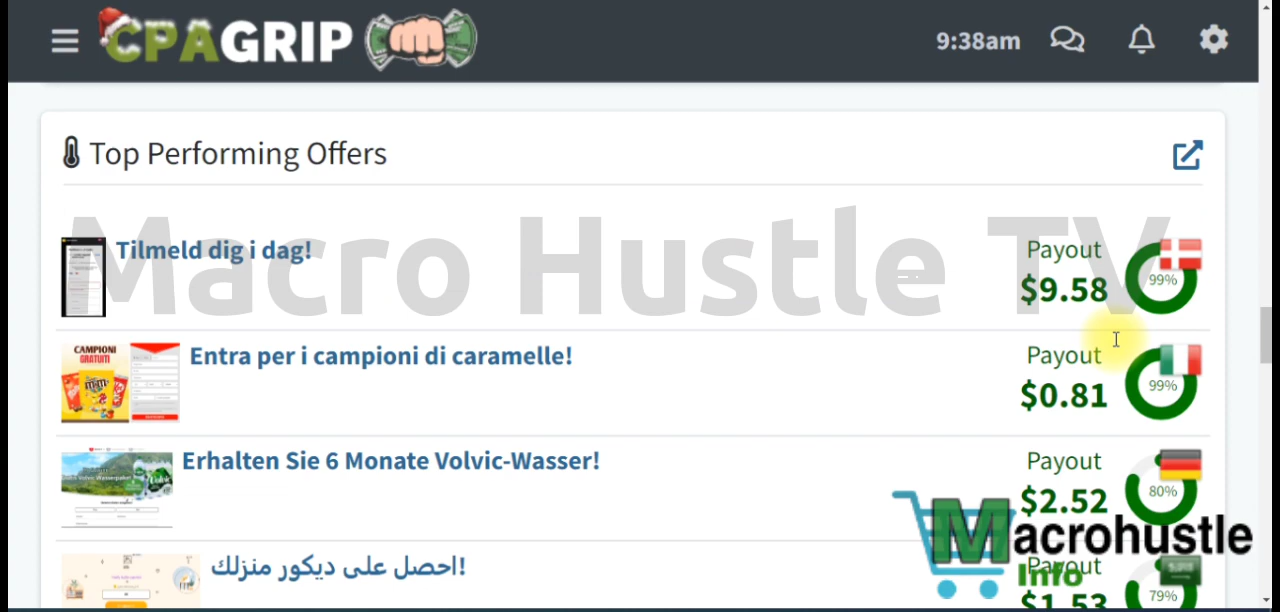 CPAGRIP
9:38am
Top Performing Offers
Macro Hustle TV
Tilmeld dig i dag!
Payout
$9.58
99%
CAMPIONI
GRATUITI
Entra per i campioni di caramelle!
Payout
$0.81
99%
Erhalten Sie 6 Monate Volvic-Wasser!
Payout
$2.52
80%
احصل على ديكور منزلك!
Payout
$1.53
79%
Macrohustle
Info